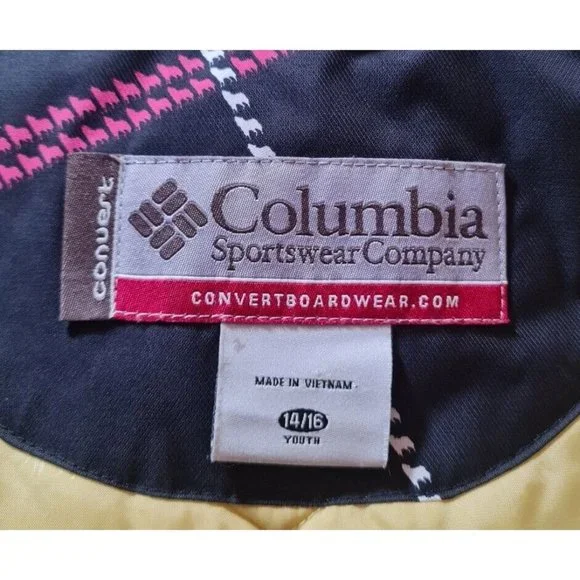 convert
Columbia
Sportswear Company
CONVERTBOARDWEAR.COM
MADE IN VIETNAM
14/16
YOUTH